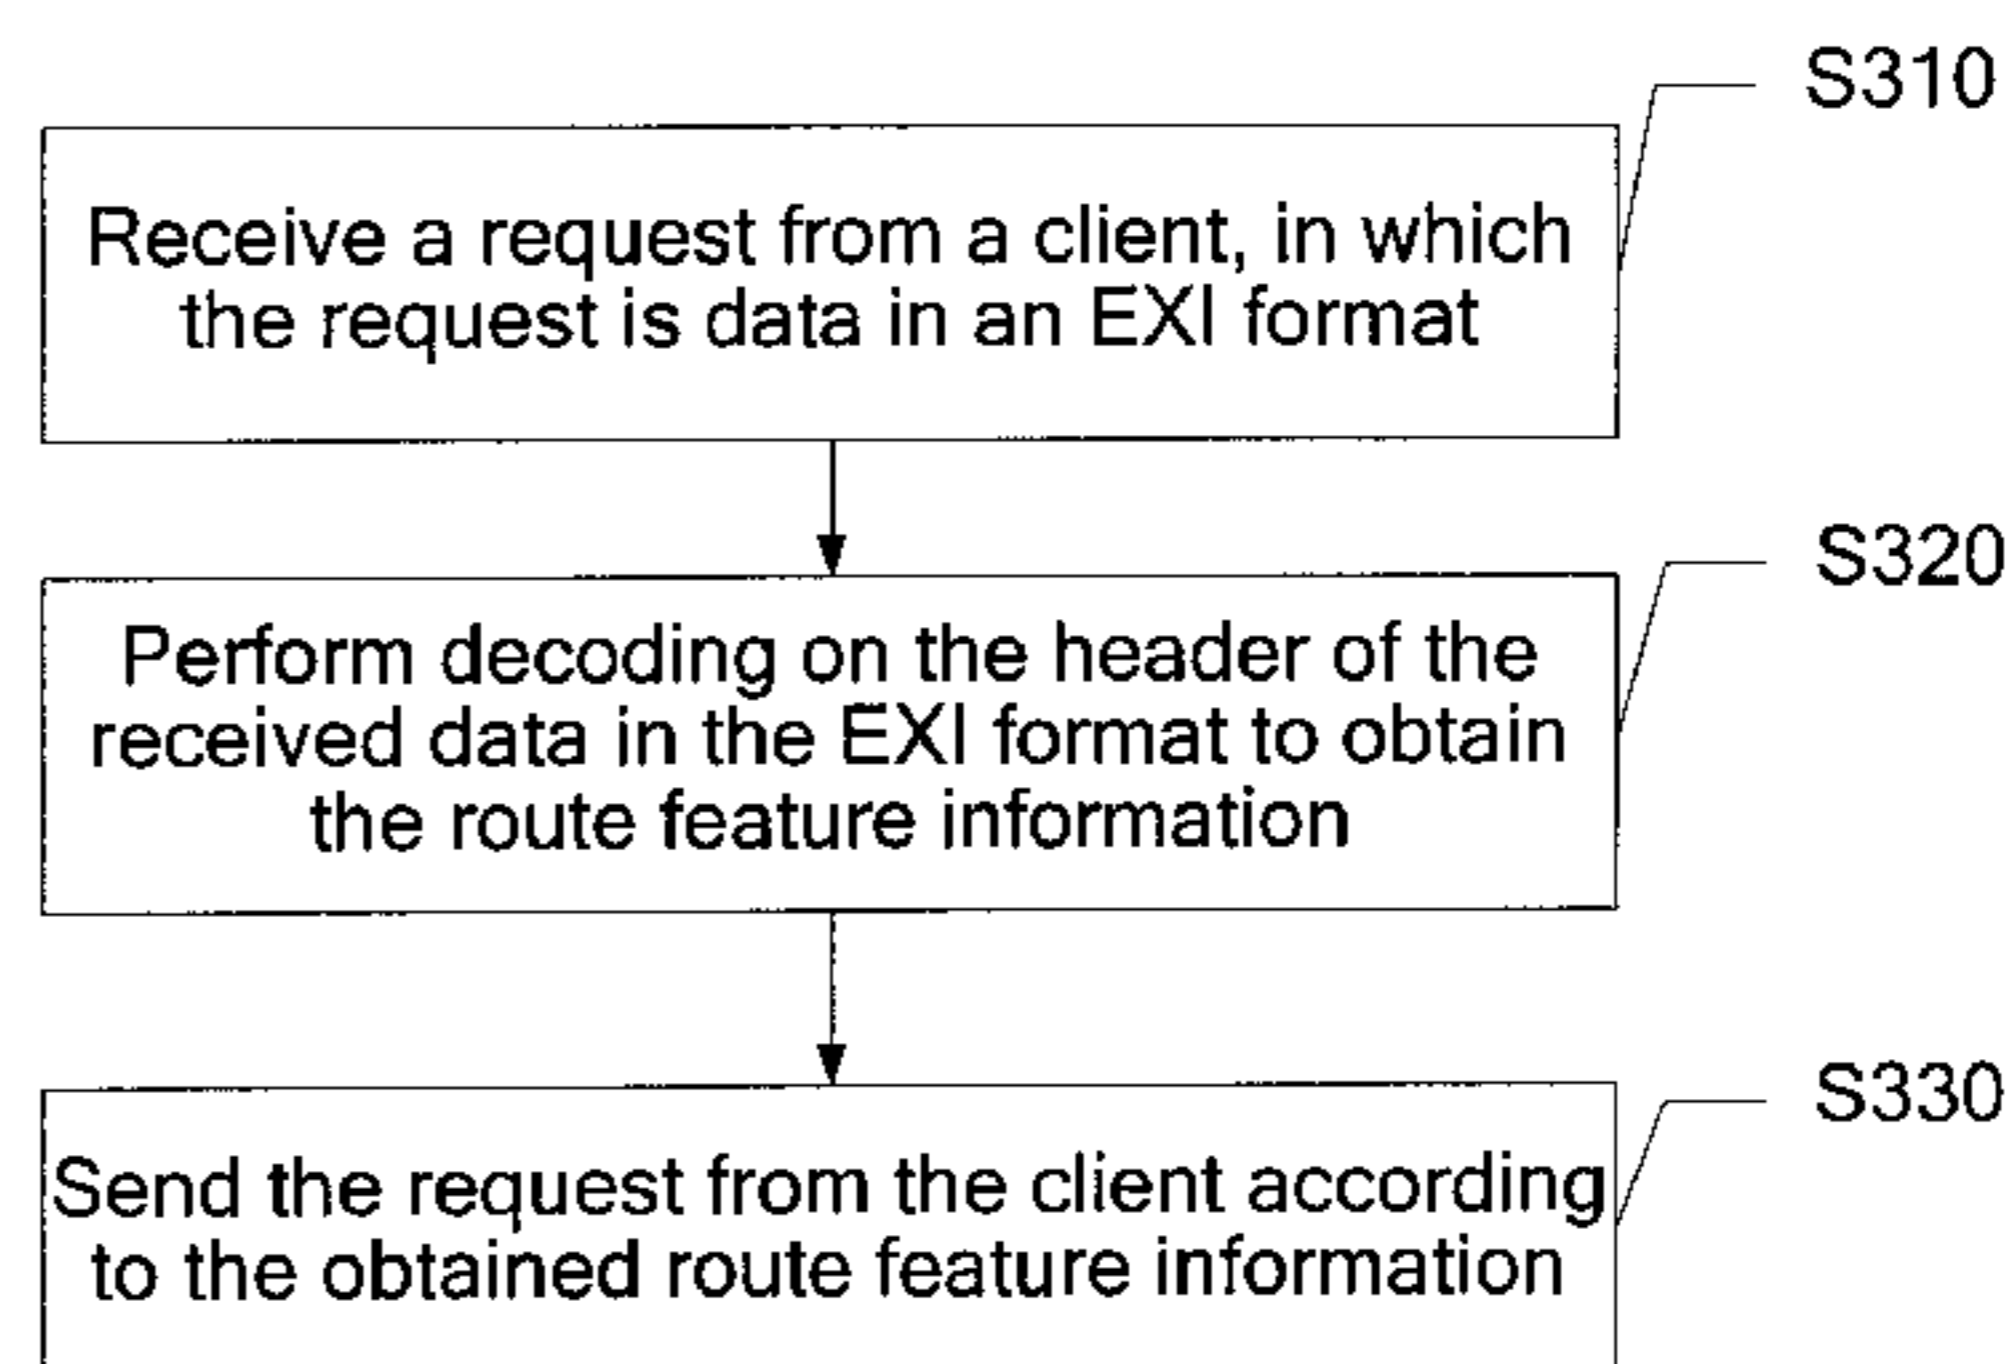 S310
Receive a request from a client, in which
the request is data in an EXI format
S320
Perform decoding on the header of the
received data in the EXI format to obtain
the route feature information
S330
Send the request from the client according
to the obtained route feature information